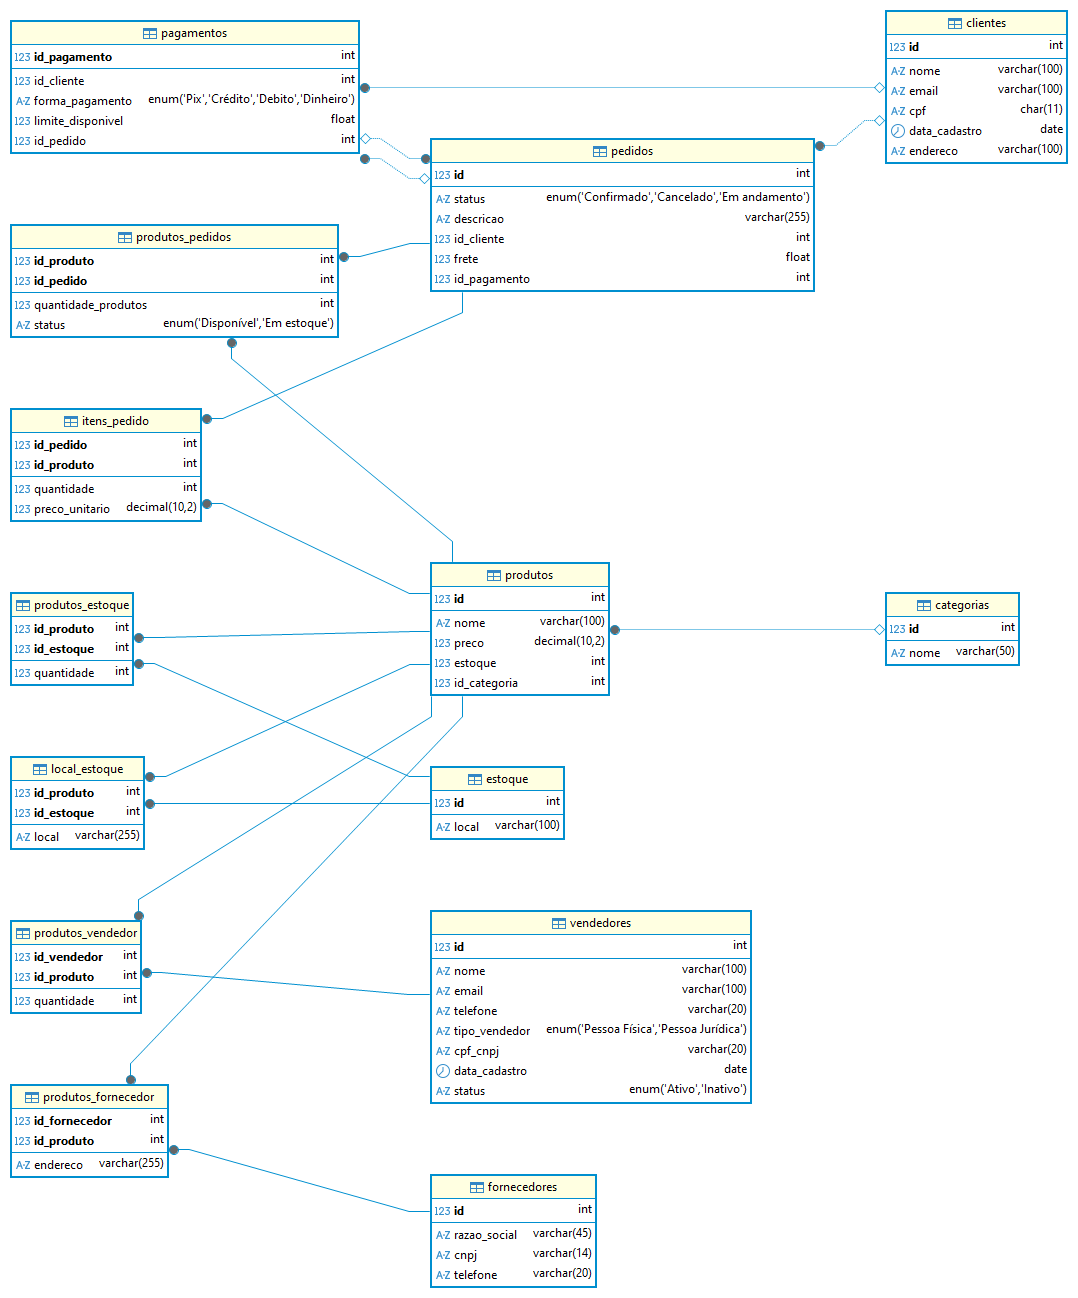 pagamentos
123 id_pagamento int
123 id_cliente int
A-Z forma_pagamento enum('Pix','Crédito','Debito','Dinheiro')
123 limite_disponivel float
123 id_pedido int
clientes
123 id int
A-Z nome varchar(100)
A-Z email varchar(100)
A-Z cpf char(11)
data_cadastro date
A-Z endereco varchar(100)
pedidos
123 id int
A-Z status enum('Confirmado','Cancelado','Em andamento')
A-Z descricao varchar(255)
123 id_cliente int
123 frete float
123 id_pagamento int
produtos_pedidos
123 id_produto int
123 id_pedido int
123 quantidade_produtos int
A-Z status enum('Disponível','Em estoque')
itens_pedido
123 id_pedido int
123 id_produto int
123 quantidade int
123 preco_unitario decimal(10,2)
produtos
123 id int
A-Z nome varchar(100)
123 preco decimal(10,2)
123 estoque int
123 id_categoria int
categorias
123 id int
A-Z nome varchar(50)
produtos_estoque
123 id_produto int
123 id_estoque int
123 quantidade int
local_estoque
123 id_produto int
123 id_estoque int
A-Z local varchar(255)
estoque
123 id int
A-Z local varchar(100)
produtos_vendedor
123 id_vendedor int
123 id_produto int
123 quantidade int
vendedores
123 id int
A-Z nome varchar(100)
A-Z email varchar(100)
A-Z telefone varchar(20)
A-Z tipo_vendedor enum('Pessoa Física','Pessoa Jurídica')
A-Z cpf_cnpj varchar(20)
data_cadastro date
A-Z status enum('Ativo','Inativo')
produtos_fornecedor
123 id_fornecedor int
123 id_produto int
A-Z endereco varchar(255)
fornecedores
123 id int
A-Z razao_social varchar(45)
A-Z cnpj varchar(14)
A-Z telefone varchar(20)